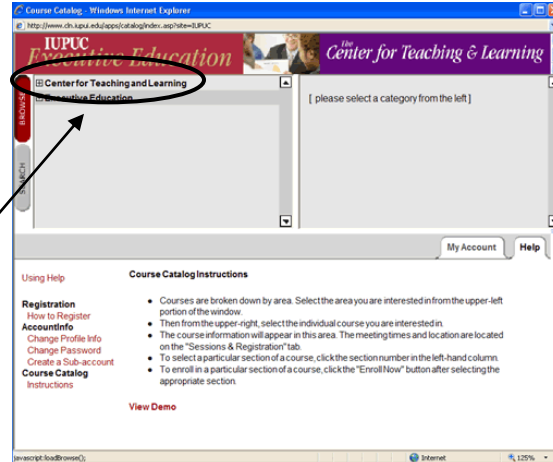 Course Catalog - Windows Internet Explorer
http://www.cln.iupui.edu/apps/catalog/index.asp?site=IUPUC
IUPUC
Executive Education
The
Center for Teaching & Learning
BROWSE
SEARCH
Center for Teaching and Learning
Executive Education
[ please select a category from the left ]
My Account
Help
Using Help
Registration
How to Register
AccountInfo
Change Profile Info
Change Password
Create a Sub-account
Course Catalog
Instructions
Course Catalog Instructions
• Courses are broken down by area. Select the area you are interested in from the upper-left
portion of the window.
• Then from the upper-right, select the individual course you are interested in.
• The course information will appear in this area. The meeting times and location are located
on the "Sessions & Registration" tab.
• To select a particular section of a course, click the section number in the left-hand column.
• To enroll in a particular section of a course, click the "Enroll Now" button after selecting the
appropriate section.
View Demo
javascript:loadBrowse();
Internet
125%